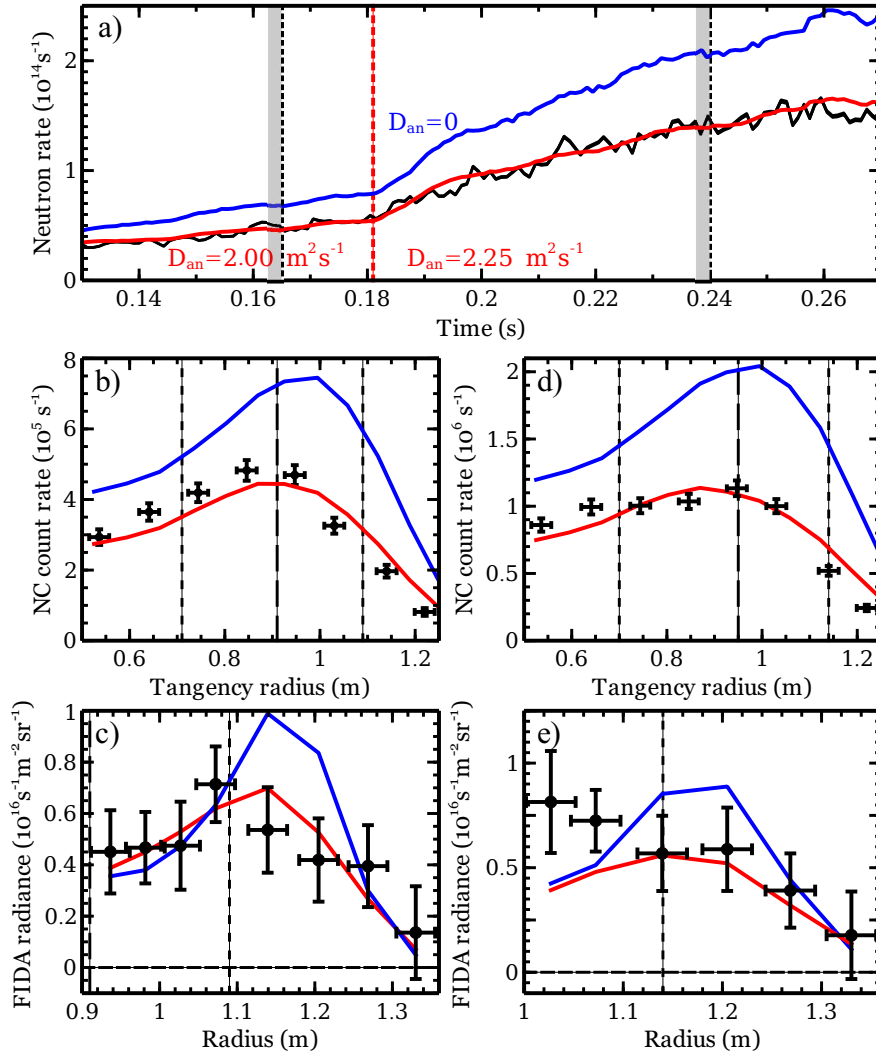 a)
Neutron rate (10¹⁴s⁻¹)
2
1
0
Dₐₙ=0
Dₐₙ=2.00 m²s⁻¹
Dₐₙ=2.25 m²s⁻¹
0.14 0.16 0.18 0.2 0.22 0.24 0.26
Time (s)
b)
NC count rate (10⁵ s⁻¹)
8
6
4
2
0
0.6 0.8 1 1.2
Tangency radius (m)
d)
NC count rate (10⁶ s⁻¹)
2
1.5
1
0.5
0
0.6 0.8 1 1.2
Tangency radius (m)
c)
FIDA radiance (10¹⁶s⁻¹m⁻²sr⁻¹)
1
0.8
0.6
0.4
0.2
0
0.9 1 1.1 1.2 1.3
Radius (m)
e)
FIDA radiance (10¹⁶s⁻¹m⁻²sr⁻¹)
1
0.5
0
1 1.1 1.2 1.3
Radius (m)